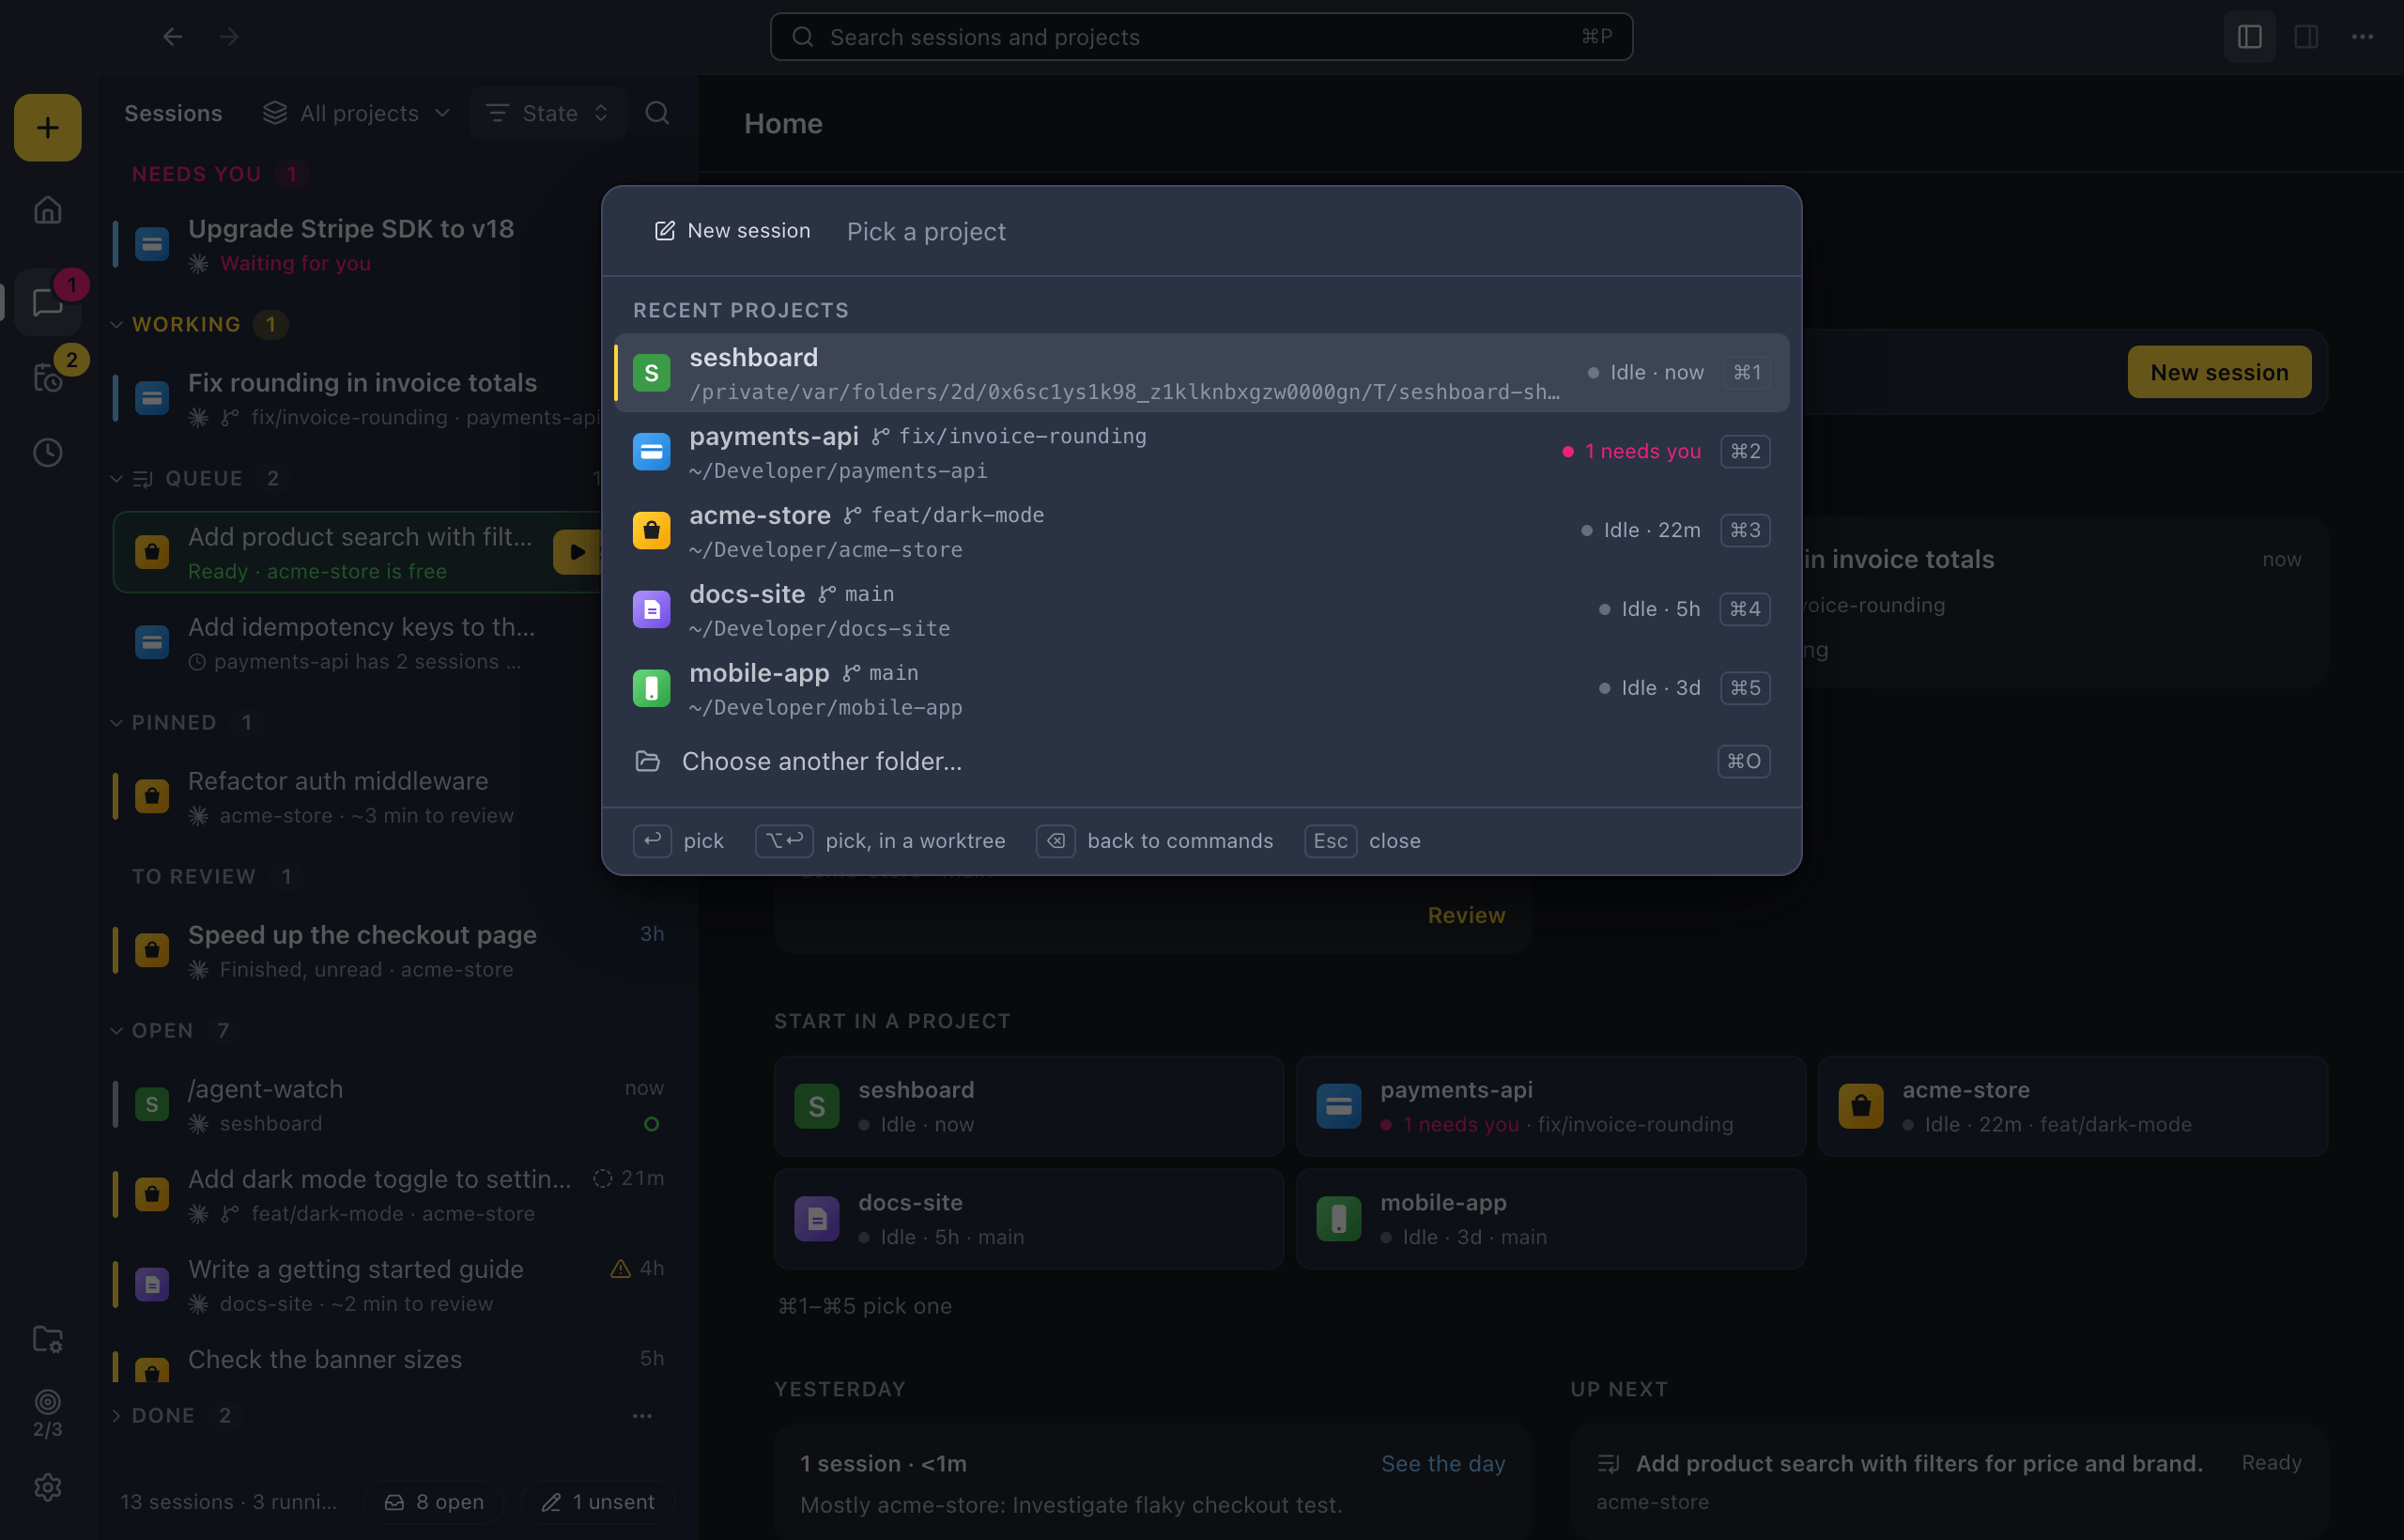 Search sessions and projects ⌘P
Sessions All projects State
Home
NEEDS YOU 1
Upgrade Stripe SDK to v18
Waiting for you
1
WORKING 1
2
Fix rounding in invoice totals
fix/invoice-rounding · payments-api
QUEUE 2
Add product search with filt...
Ready · acme-store is free
Add idempotency keys to th...
payments-api has 2 sessions ...
PINNED 1
Refactor auth middleware
acme-store · ~3 min to review
TO REVIEW 1
Speed up the checkout page 3h
Finished, unread · acme-store
OPEN 7
S /agent-watch now
seshboard
Add dark mode toggle to settin... 21m
feat/dark-mode · acme-store
Write a getting started guide 4h
docs-site · ~2 min to review
Check the banner sizes 5h
2/3
DONE 2
13 sessions · 3 runni... 8 open 1 unsent
New session Pick a project
RECENT PROJECTS
S seshboard
/private/var/folders/2d/0x6sc1ys1k98_z1klknbxgzw0000gn/T/seshboard-sh…
Idle · now ⌘1
payments-api fix/invoice-rounding
~/Developer/payments-api
1 needs you ⌘2
acme-store feat/dark-mode
~/Developer/acme-store
Idle · 22m ⌘3
docs-site main
~/Developer/docs-site
Idle · 5h ⌘4
mobile-app main
~/Developer/mobile-app
Idle · 3d ⌘5
Choose another folder... ⌘O
↩ pick ⌥↩ pick, in a worktree ⌫ back to commands Esc close
New session
in invoice totals now
voice-rounding
ng
Review
START IN A PROJECT
S seshboard
Idle · now
payments-api
1 needs you · fix/invoice-rounding
acme-store
Idle · 22m · feat/dark-mode
docs-site
Idle · 5h · main
mobile-app
Idle · 3d · main
⌘1–⌘5 pick one
YESTERDAY
1 session · <1m See the day
Mostly acme-store: Investigate flaky checkout test.
UP NEXT
Add product search with filters for price and brand. Ready
acme-store